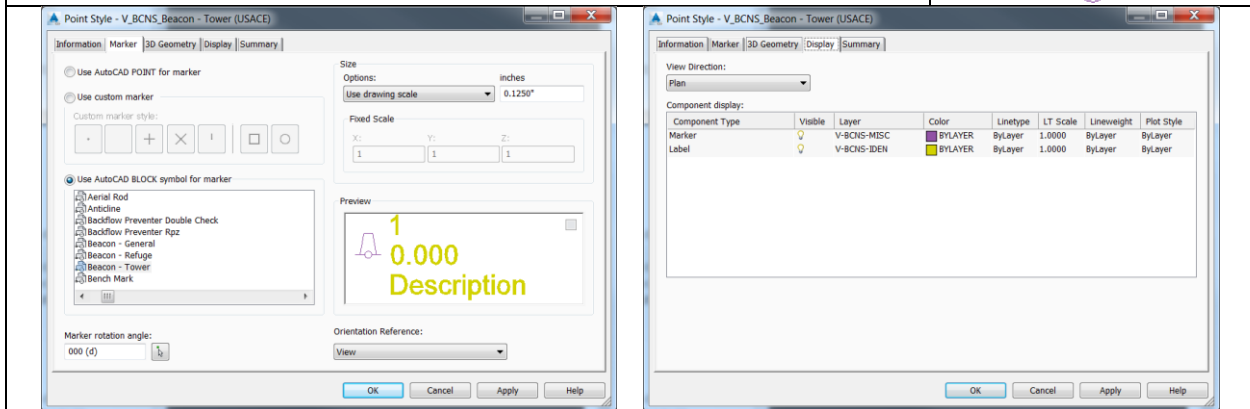 Point Style - V_BCNS_Beacon - Tower (USACE)
Information Marker 3D Geometry Display Summary
Use AutoCAD POINT for marker
Use custom marker
Custom marker style:
Use AutoCAD BLOCK symbol for marker
Aerial Rod
Anticline
Backflow Preventer Double Check
Backflow Preventer Rpz
Beacon - General
Beacon - Refuge
Beacon - Tower
Bench Mark
Marker rotation angle:
000 (d)
Size
Options:
inches
Use drawing scale
0.1250"
Fixed Scale
X: Y: Z:
1 1 1
Preview
1
0.000
Description
Orientation Reference:
View
OK Cancel Apply Help
Point Style - V_BCNS_Beacon - Tower (USACE)
Information Marker 3D Geometry Display Summary
View Direction:
Plan
Component display:
Component Type Visible Layer Color Linetype LT Scale Lineweight Plot Style
Marker V-BCNS-MISC BYLAYER ByLayer 1.0000 ByLayer ByLayer
Label V-BCNS-IDEN BYLAYER ByLayer 1.0000 ByLayer ByLayer
OK Cancel Apply Help